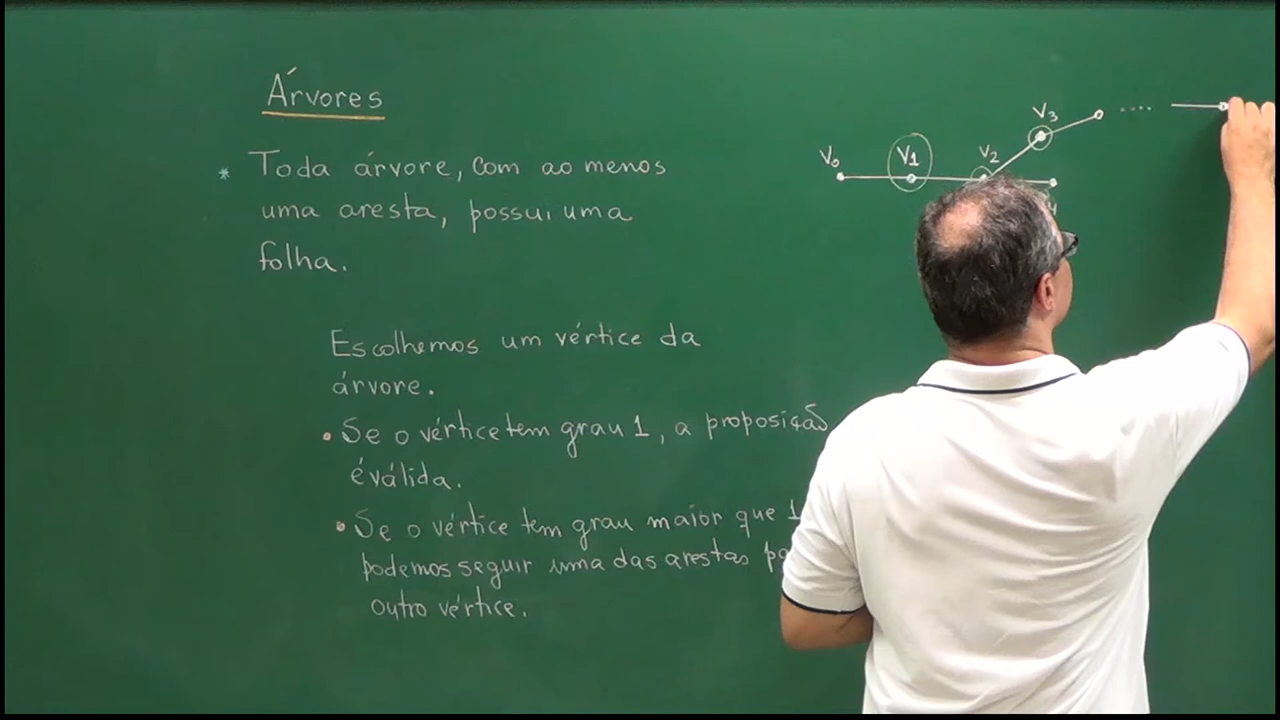 Árvores
* Toda árvore, com ao menos
uma aresta, possui uma
folha.
Escolhemos um vértice da
árvore.
• Se o vértice tem grau 1, a proposição
é válida.
• Se o vértice tem grau maior que 1
podemos seguir uma das arestas
outro vértice.
V₀ V₁ V₂ V₃ ....